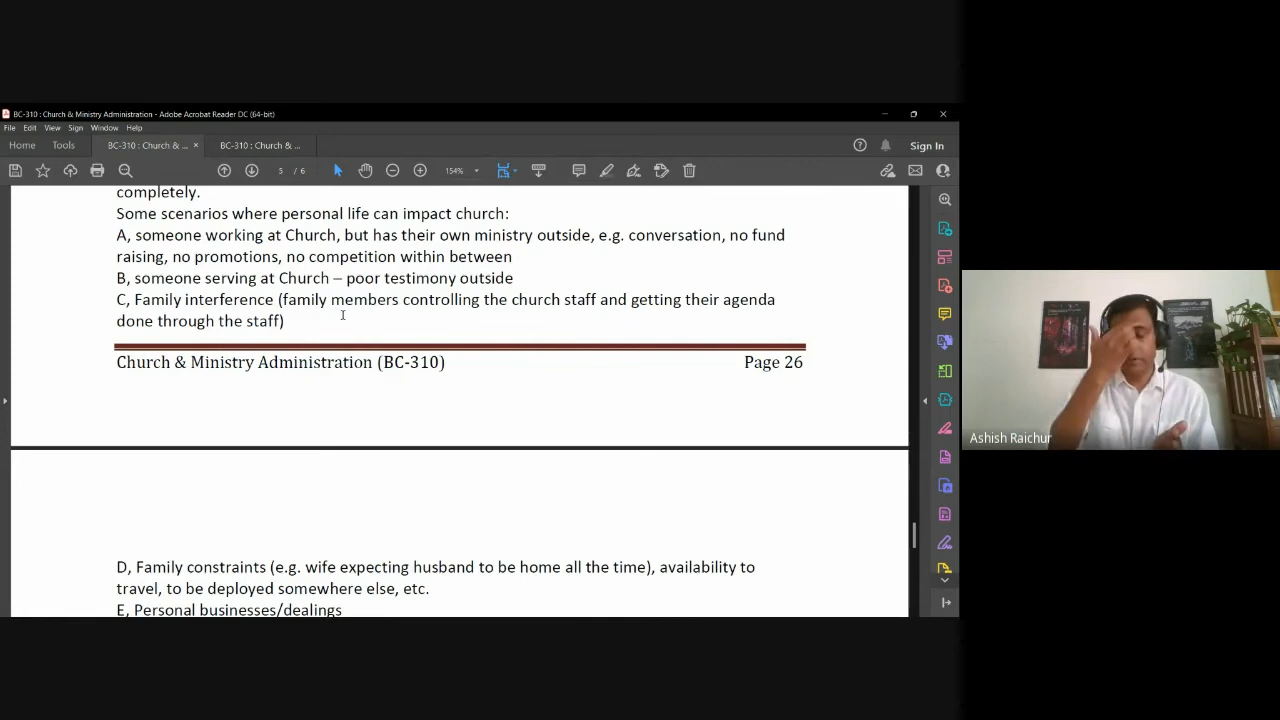 BC-310 : Church & Ministry Administration - Adobe Acrobat Reader DC (64-bit)
File Edit View Sign Window Help
Home Tools BC-310 : Church & ... × BC-310 : Church & ... Sign In
5 / 6 154%
completely.
Some scenarios where personal life can impact church:
A, someone working at Church, but has their own ministry outside, e.g. conversation, no fund
raising, no promotions, no competition within between
B, someone serving at Church – poor testimony outside
C, Family interference (family members controlling the church staff and getting their agenda
done through the staff)
Church & Ministry Administration (BC-310) Page 26
D, Family constraints (e.g. wife expecting husband to be home all the time), availability to
travel, to be deployed somewhere else, etc.
E, Personal businesses/dealings
Ashish Raichur